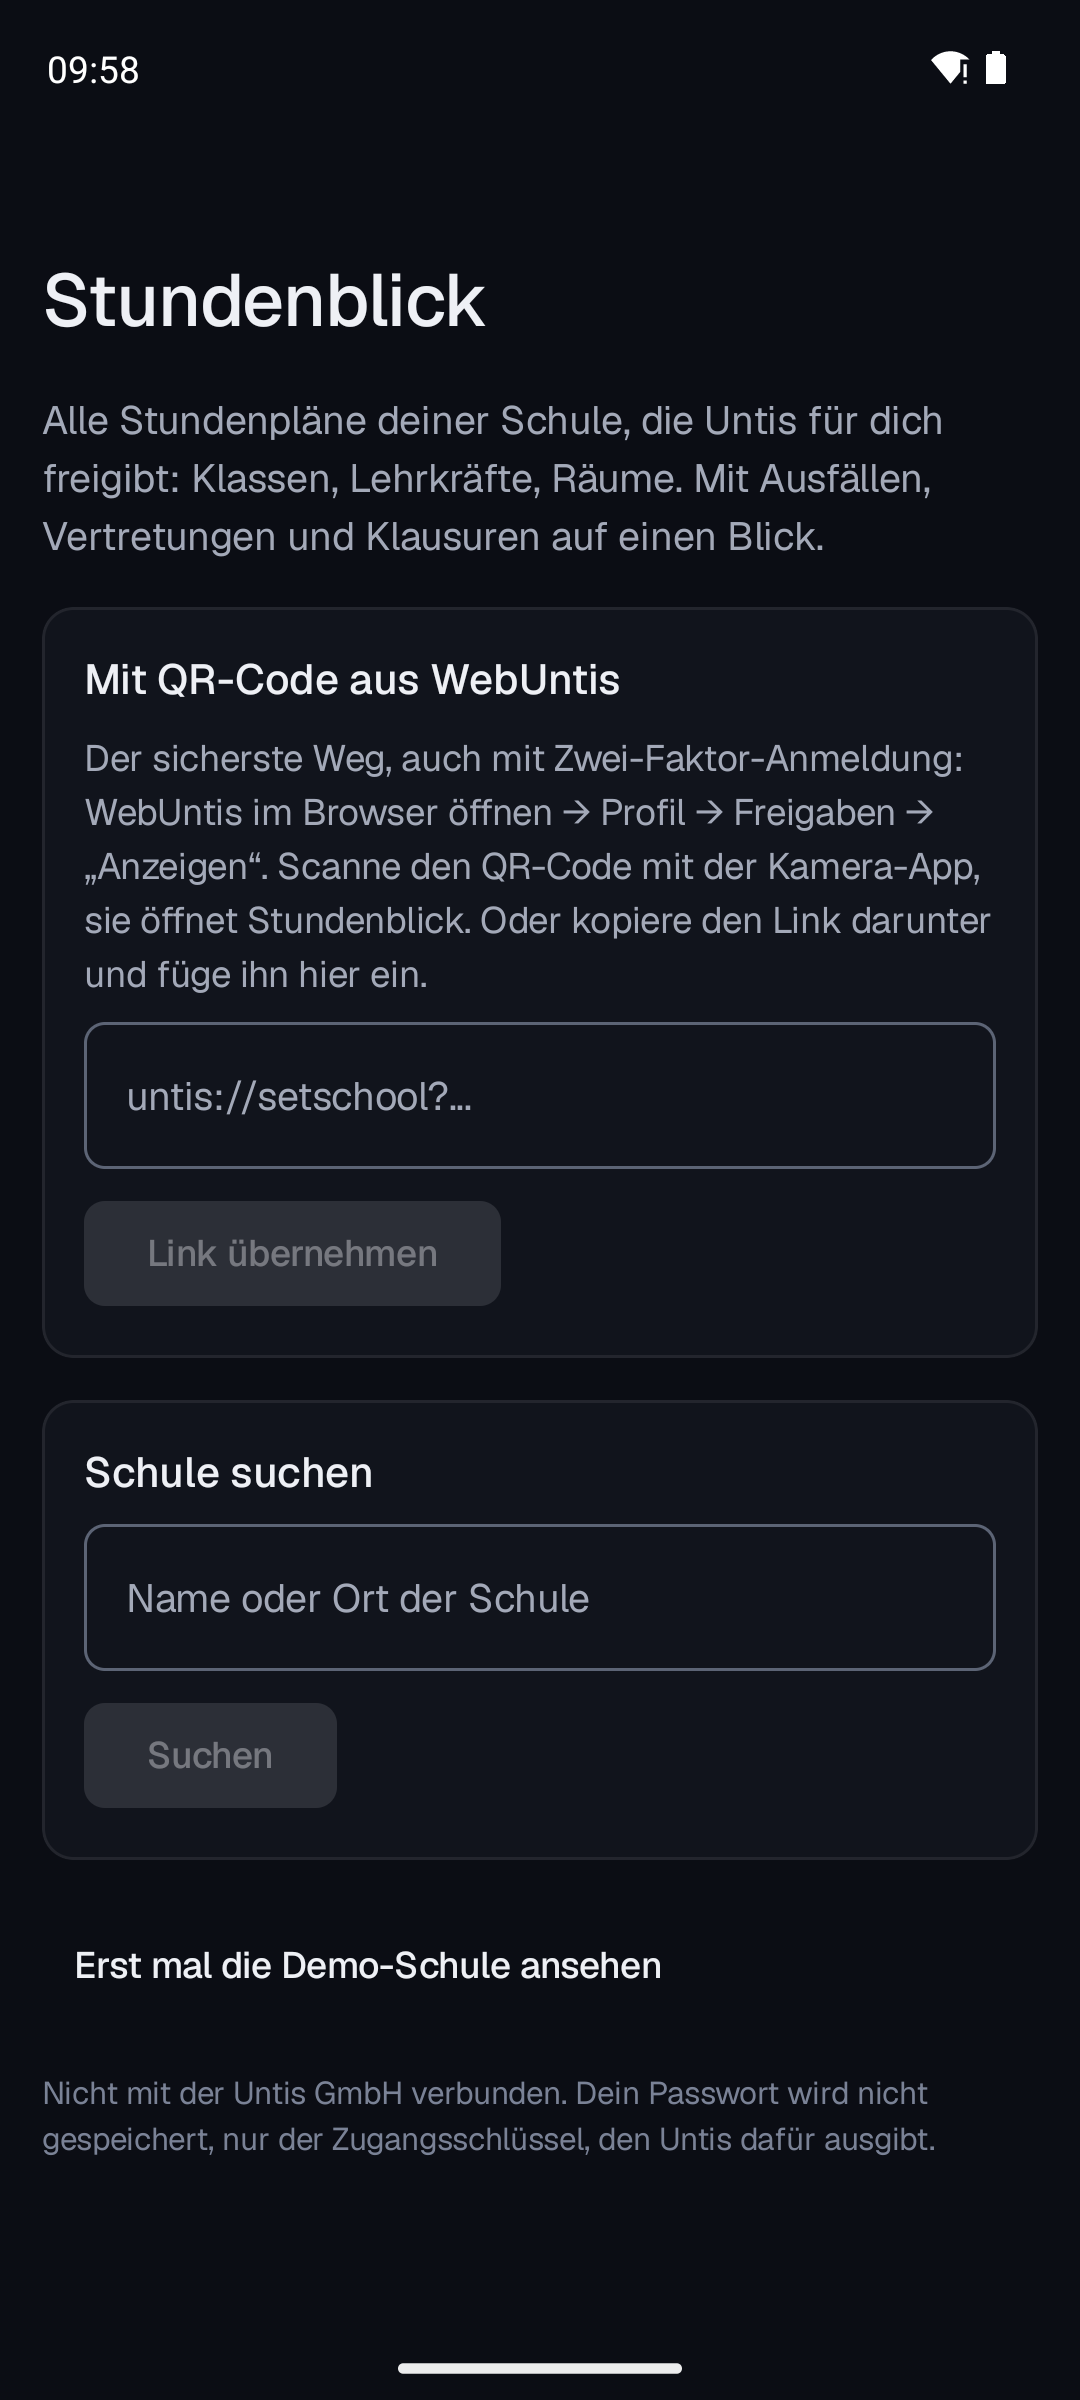 09:58
Stundenblick
Alle Stundenpläne deiner Schule, die Untis für dich
freigibt: Klassen, Lehrkräfte, Räume. Mit Ausfällen,
Vertretungen und Klausuren auf einen Blick.
Mit QR-Code aus WebUntis
Der sicherste Weg, auch mit Zwei-Faktor-Anmeldung:
WebUntis im Browser öffnen → Profil → Freigaben →
„Anzeigen“. Scanne den QR-Code mit der Kamera-App,
sie öffnet Stundenblick. Oder kopiere den Link darunter
und füge ihn hier ein.
untis://setschool?…
Link übernehmen
Schule suchen
Name oder Ort der Schule
Suchen
Erst mal die Demo-Schule ansehen
Nicht mit der Untis GmbH verbunden. Dein Passwort wird nicht
gespeichert, nur der Zugangsschlüssel, den Untis dafür ausgibt.